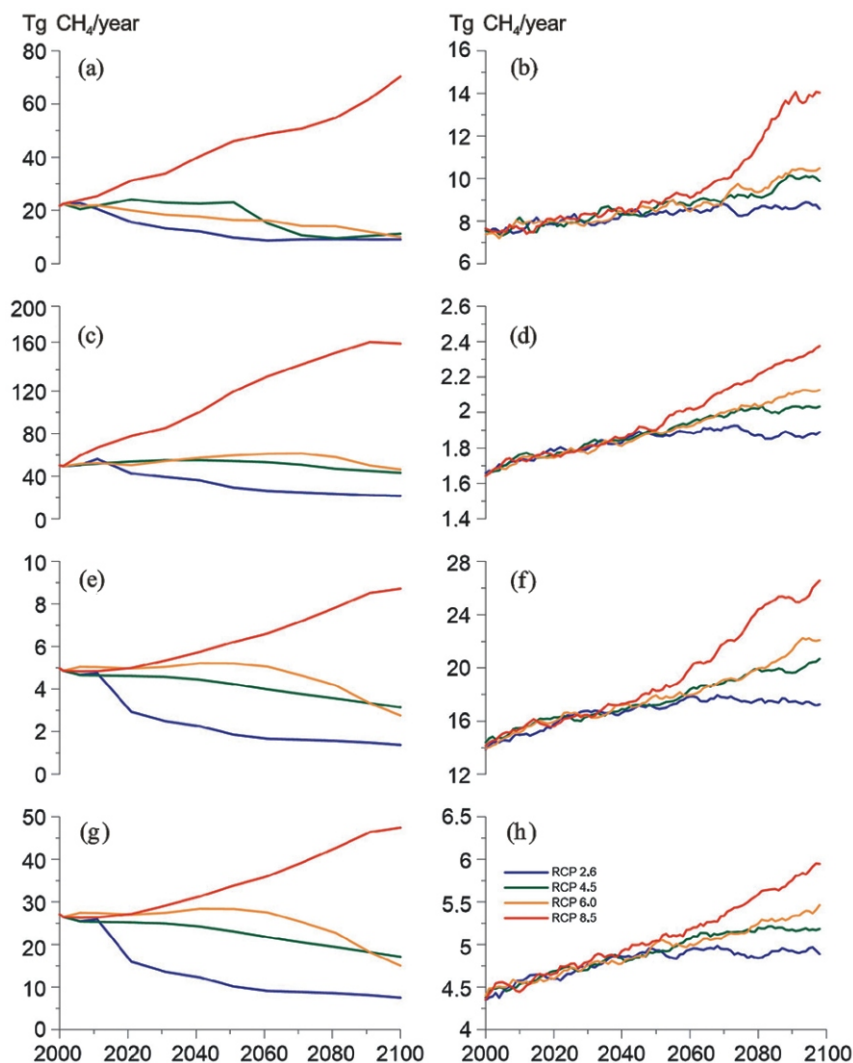 Tg CH₄/year Tg CH₄/year
80 (a) 16 (b)
60 14
40 12
20 10
0 8
6
200 (c) 2.6 (d)
160 2.4
120 2.2
80 2
40 1.8
0 1.6
1.4
10 (e) 28 (f)
8 24
6 20
4 16
2 12
0
50 (g) 6.5 (h)
40 6
30 5.5
20 5
10 4.5
0 4
RCP 2.6
RCP 4.5
RCP 6.0
RCP 8.5
2000 2020 2040 2060 2080 2100 2000 2020 2040 2060 2080 2100